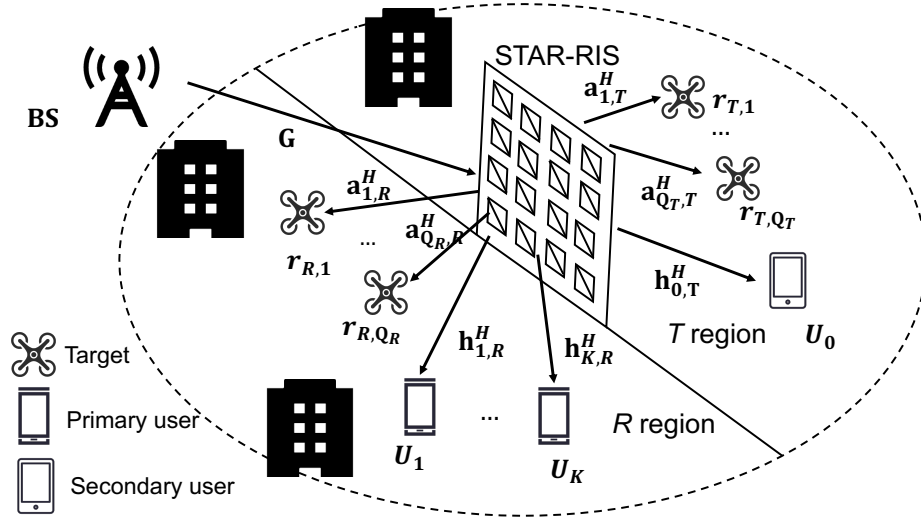 STAR-RIS
BS
G
a^H_{1,T}
r_{T,1}
...
a^H_{Q_T,T}
r_{T,Q_T}
a^H_{1,R}
r_{R,1}
...
a^H_{Q_R,R}
r_{R,Q_R}
h^H_{0,T}
U_0
T region
h^H_{1,R}
h^H_{K,R}
R region
U_1
...
U_K
Target
Primary user
Secondary user